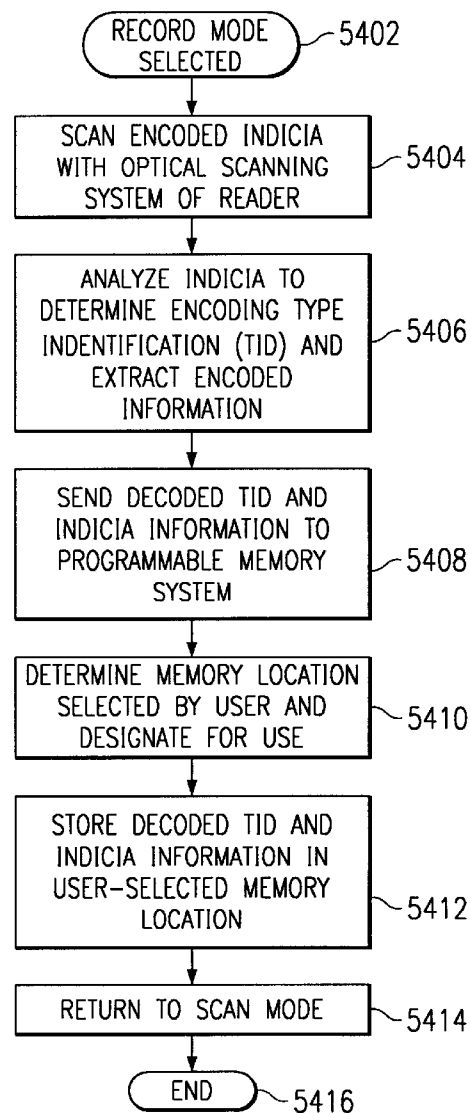 RECORD MODE
SELECTED
5402
SCAN ENCODED INDICIA
WITH OPTICAL SCANNING
SYSTEM OF READER
5404
ANALYZE INDICIA TO
DETERMINE ENCODING TYPE
INDENTIFICATION (TID) AND
EXTRACT ENCODED
INFORMATION
5406
SEND DECODED TID AND
INDICIA INFORMATION TO
PROGRAMMABLE MEMORY
SYSTEM
5408
DETERMINE MEMORY LOCATION
SELECTED BY USER AND
DESIGNATE FOR USE
5410
STORE DECODED TID AND
INDICIA INFORMATION IN
USER-SELECTED MEMORY
LOCATION
5412
RETURN TO SCAN MODE
5414
END
5416